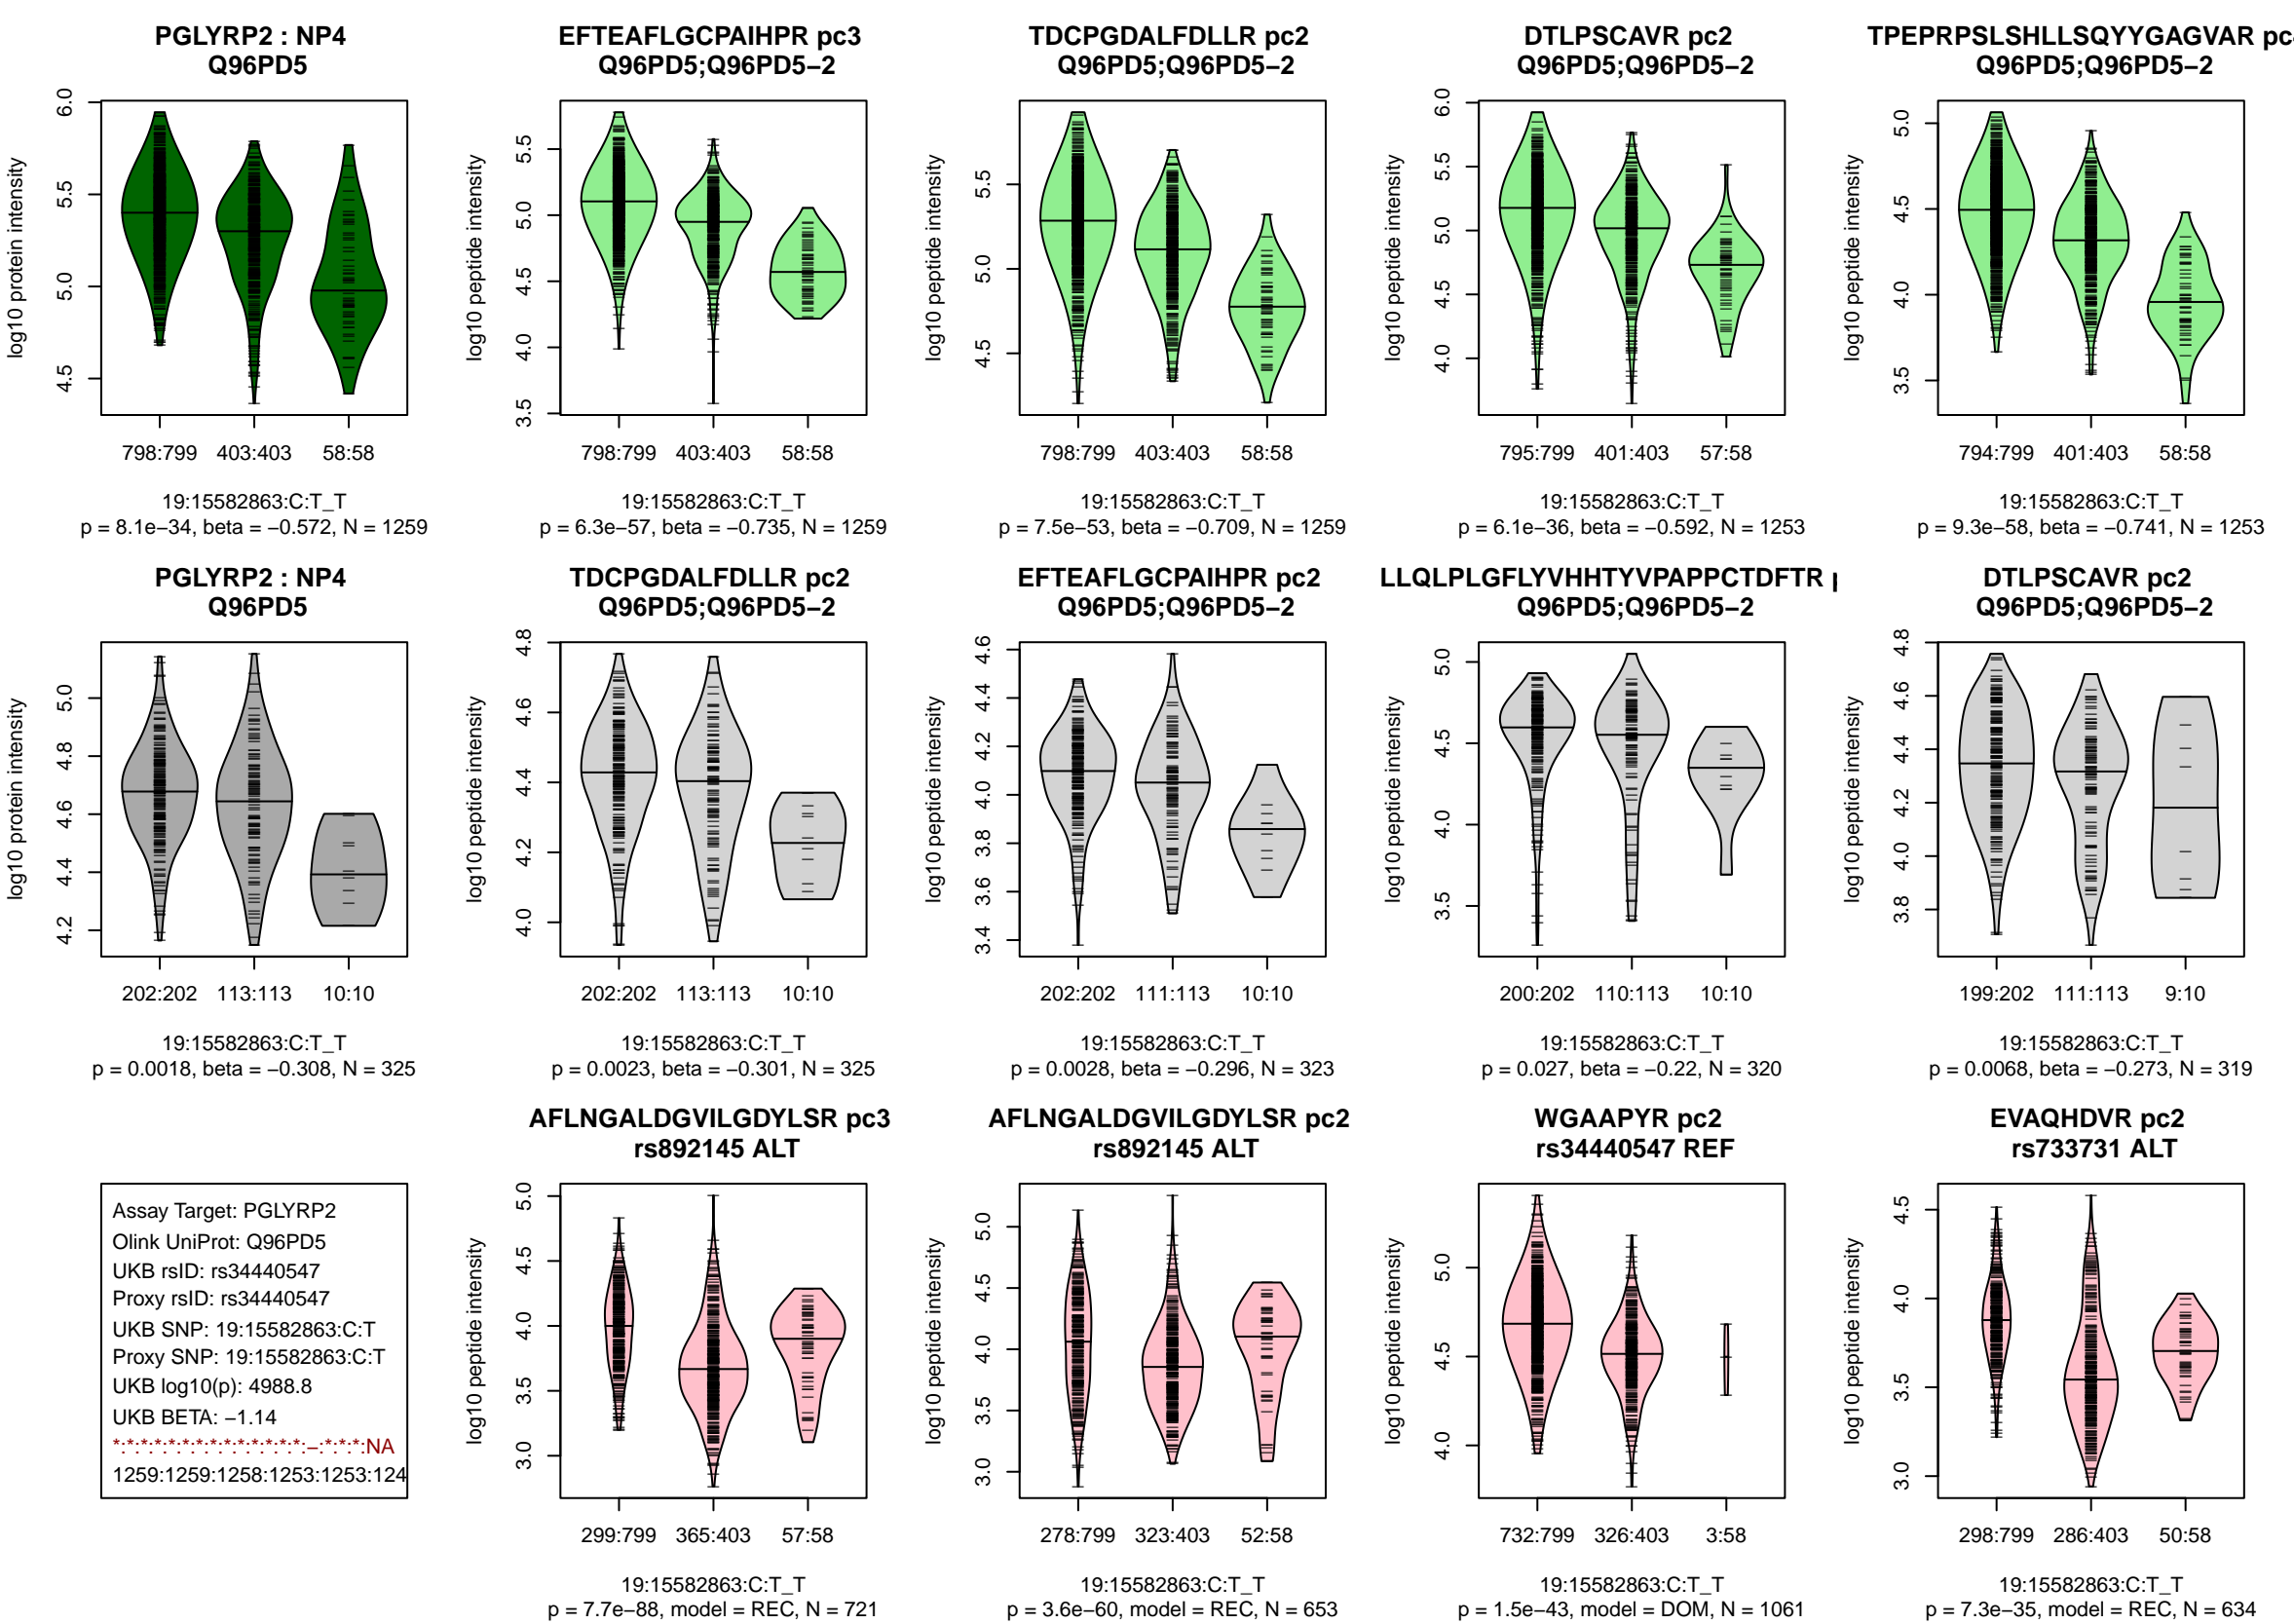 PGLYRP2 : NP4
Q96PD5
log10 protein intensity
4.5 5.0 5.5 6.0
798:799 403:403 58:58
19:15582863:C:T_T
p = 8.1e−34, beta = −0.572, N = 1259
EFTEAFLGCPAIHPR pc3
Q96PD5;Q96PD5−2
log10 peptide intensity
3.5 4.0 4.5 5.0 5.5
798:799 403:403 58:58
19:15582863:C:T_T
p = 6.3e−57, beta = −0.735, N = 1259
TDCPGDALFDLLR pc2
Q96PD5;Q96PD5−2
log10 peptide intensity
4.5 5.0 5.5
798:799 403:403 58:58
19:15582863:C:T_T
p = 7.5e−53, beta = −0.709, N = 1259
DTLPSCAVR pc2
Q96PD5;Q96PD5−2
log10 peptide intensity
4.0 4.5 5.0 5.5 6.0
795:799 401:403 57:58
19:15582863:C:T_T
p = 6.1e−36, beta = −0.592, N = 1253
TPEPRPSLSHLLSQYYGAGVAR
Q96PD5;Q96PD5−2
log10 peptide intensity
3.5 4.0 4.5 5.0
794:799 401:403 58:58
19:15582863:C:T_T
p = 9.3e−58, beta = −0.741, N = 1253
PGLYRP2 : NP4
Q96PD5
log10 protein intensity
4.2 4.4 4.6 4.8 5.0
202:202 113:113 10:10
19:15582863:C:T_T
p = 0.0018, beta = −0.308, N = 325
TDCPGDALFDLLR pc2
Q96PD5;Q96PD5−2
log10 peptide intensity
4.0 4.2 4.4 4.6 4.8
202:202 113:113 10:10
19:15582863:C:T_T
p = 0.0023, beta = −0.301, N = 325
EFTEAFLGCPAIHPR pc2
Q96PD5;Q96PD5−2
log10 peptide intensity
3.4 3.6 3.8 4.0 4.2 4.4 4.6
202:202 111:113 10:10
19:15582863:C:T_T
p = 0.0028, beta = −0.296, N = 323
LLQLPLGFLYVHHTYVPAPPCTDFTR
Q96PD5;Q96PD5−2
log10 peptide intensity
3.5 4.0 4.5 5.0
200:202 110:113 10:10
19:15582863:C:T_T
p = 0.027, beta = −0.22, N = 320
DTLPSCAVR pc2
Q96PD5;Q96PD5−2
log10 peptide intensity
3.8 4.0 4.2 4.4 4.6 4.8
199:202 111:113 9:10
19:15582863:C:T_T
p = 0.0068, beta = −0.273, N = 319
Assay Target: PGLYRP2
Olink UniProt: Q96PD5
UKB rsID: rs34440547
Proxy rsID: rs34440547
UKB SNP: 19:15582863:C:T
Proxy SNP: 19:15582863:C:T
UKB log10(p): 4988.8
UKB BETA: −1.14
*:*:*:*:*:*:*:*:*:*:*:*:*:*:−:*:*:*:NA
1259:1259:1258:1253:1253:124
AFLNGALDGVILGDYLSR pc3
rs892145 ALT
log10 peptide intensity
3.0 3.5 4.0 4.5 5.0
299:799 365:403 57:58
19:15582863:C:T_T
p = 7.7e−88, model = REC, N = 721
AFLNGALDGVILGDYLSR pc2
rs892145 ALT
log10 peptide intensity
3.0 3.5 4.0 4.5 5.0
278:799 323:403 52:58
19:15582863:C:T_T
p = 3.6e−60, model = REC, N = 653
WGAAPYR pc2
rs34440547 REF
log10 peptide intensity
4.0 4.5 5.0
732:799 326:403 3:58
19:15582863:C:T_T
p = 1.5e−43, model = DOM, N = 1061
EVAQHDVR pc2
rs733731 ALT
log10 peptide intensity
3.0 3.5 4.0 4.5
298:799 286:403 50:58
19:15582863:C:T_T
p = 7.3e−35, model = REC, N = 634